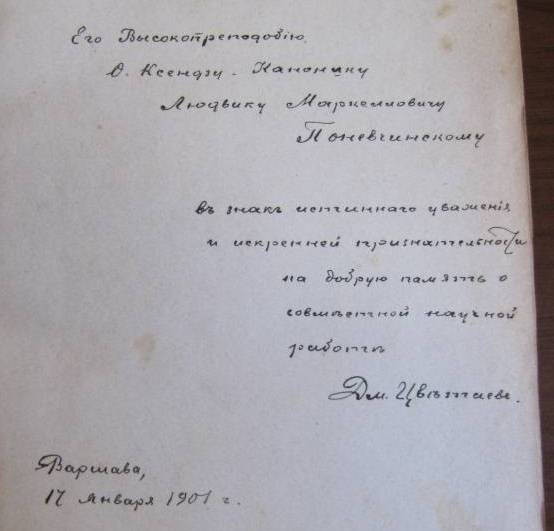 Его Высокопреподобію
О. Ксендзу-Канонику
Людвику Маркелловичу
Поневчинскому
въ знакъ истиннаго уваженія
и искренней признательности
на добрую память о
совмѣстной научной
работѣ
Дм. Цвѣтаевъ.
Варшава,
17 Января 1901 г.